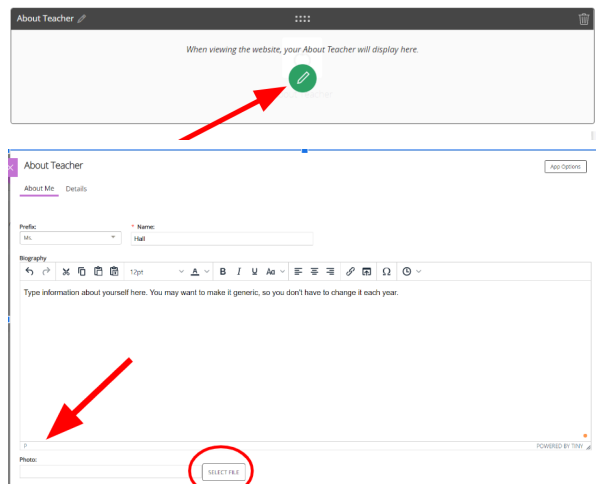 About Teacher
When viewing the website, your About Teacher will display here.
About Teacher
App Options
About Me Details
Prefix: * Name:
Ms. Hall
Biography
12pt A B I U Aa Ω
Type information about yourself here. You may want to make it generic, so you don't have to change it each year.
P POWERED BY TINY
Photo:
SELECT FILE